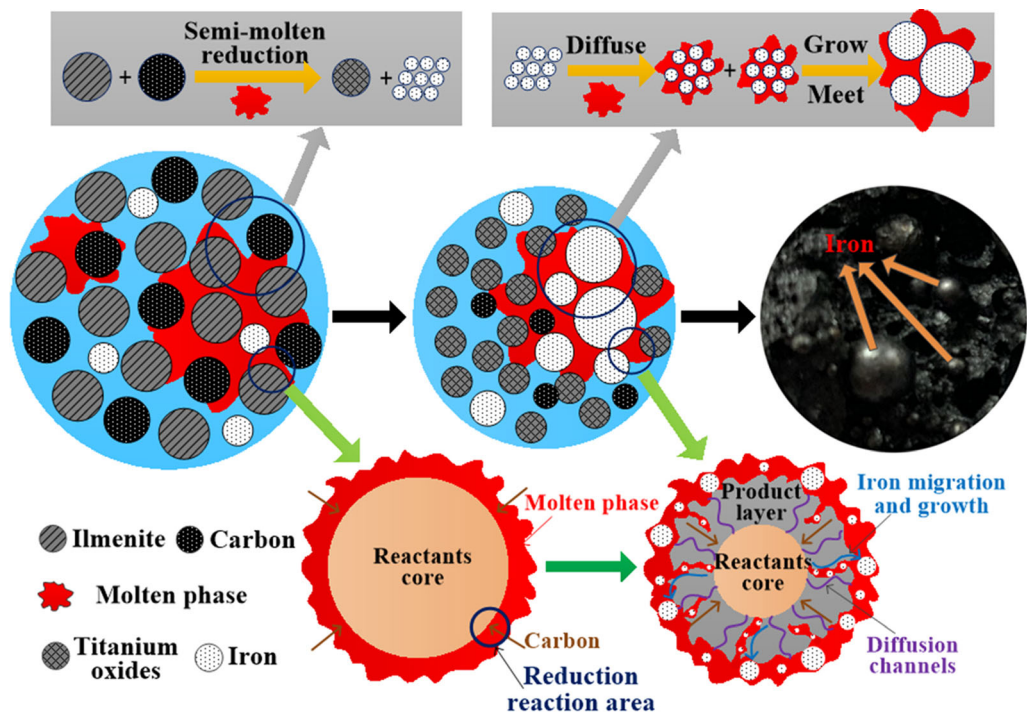 Semi-molten
reduction
+
+
Diffuse
+
Grow
Meet
Iron
Molten phase
Reactants
core
Carbon
Reduction
reaction area
Product
layer
Reactants
core
Iron migration
and growth
Diffusion
channels
Ilmenite
Carbon
Molten phase
Titanium
oxides
Iron